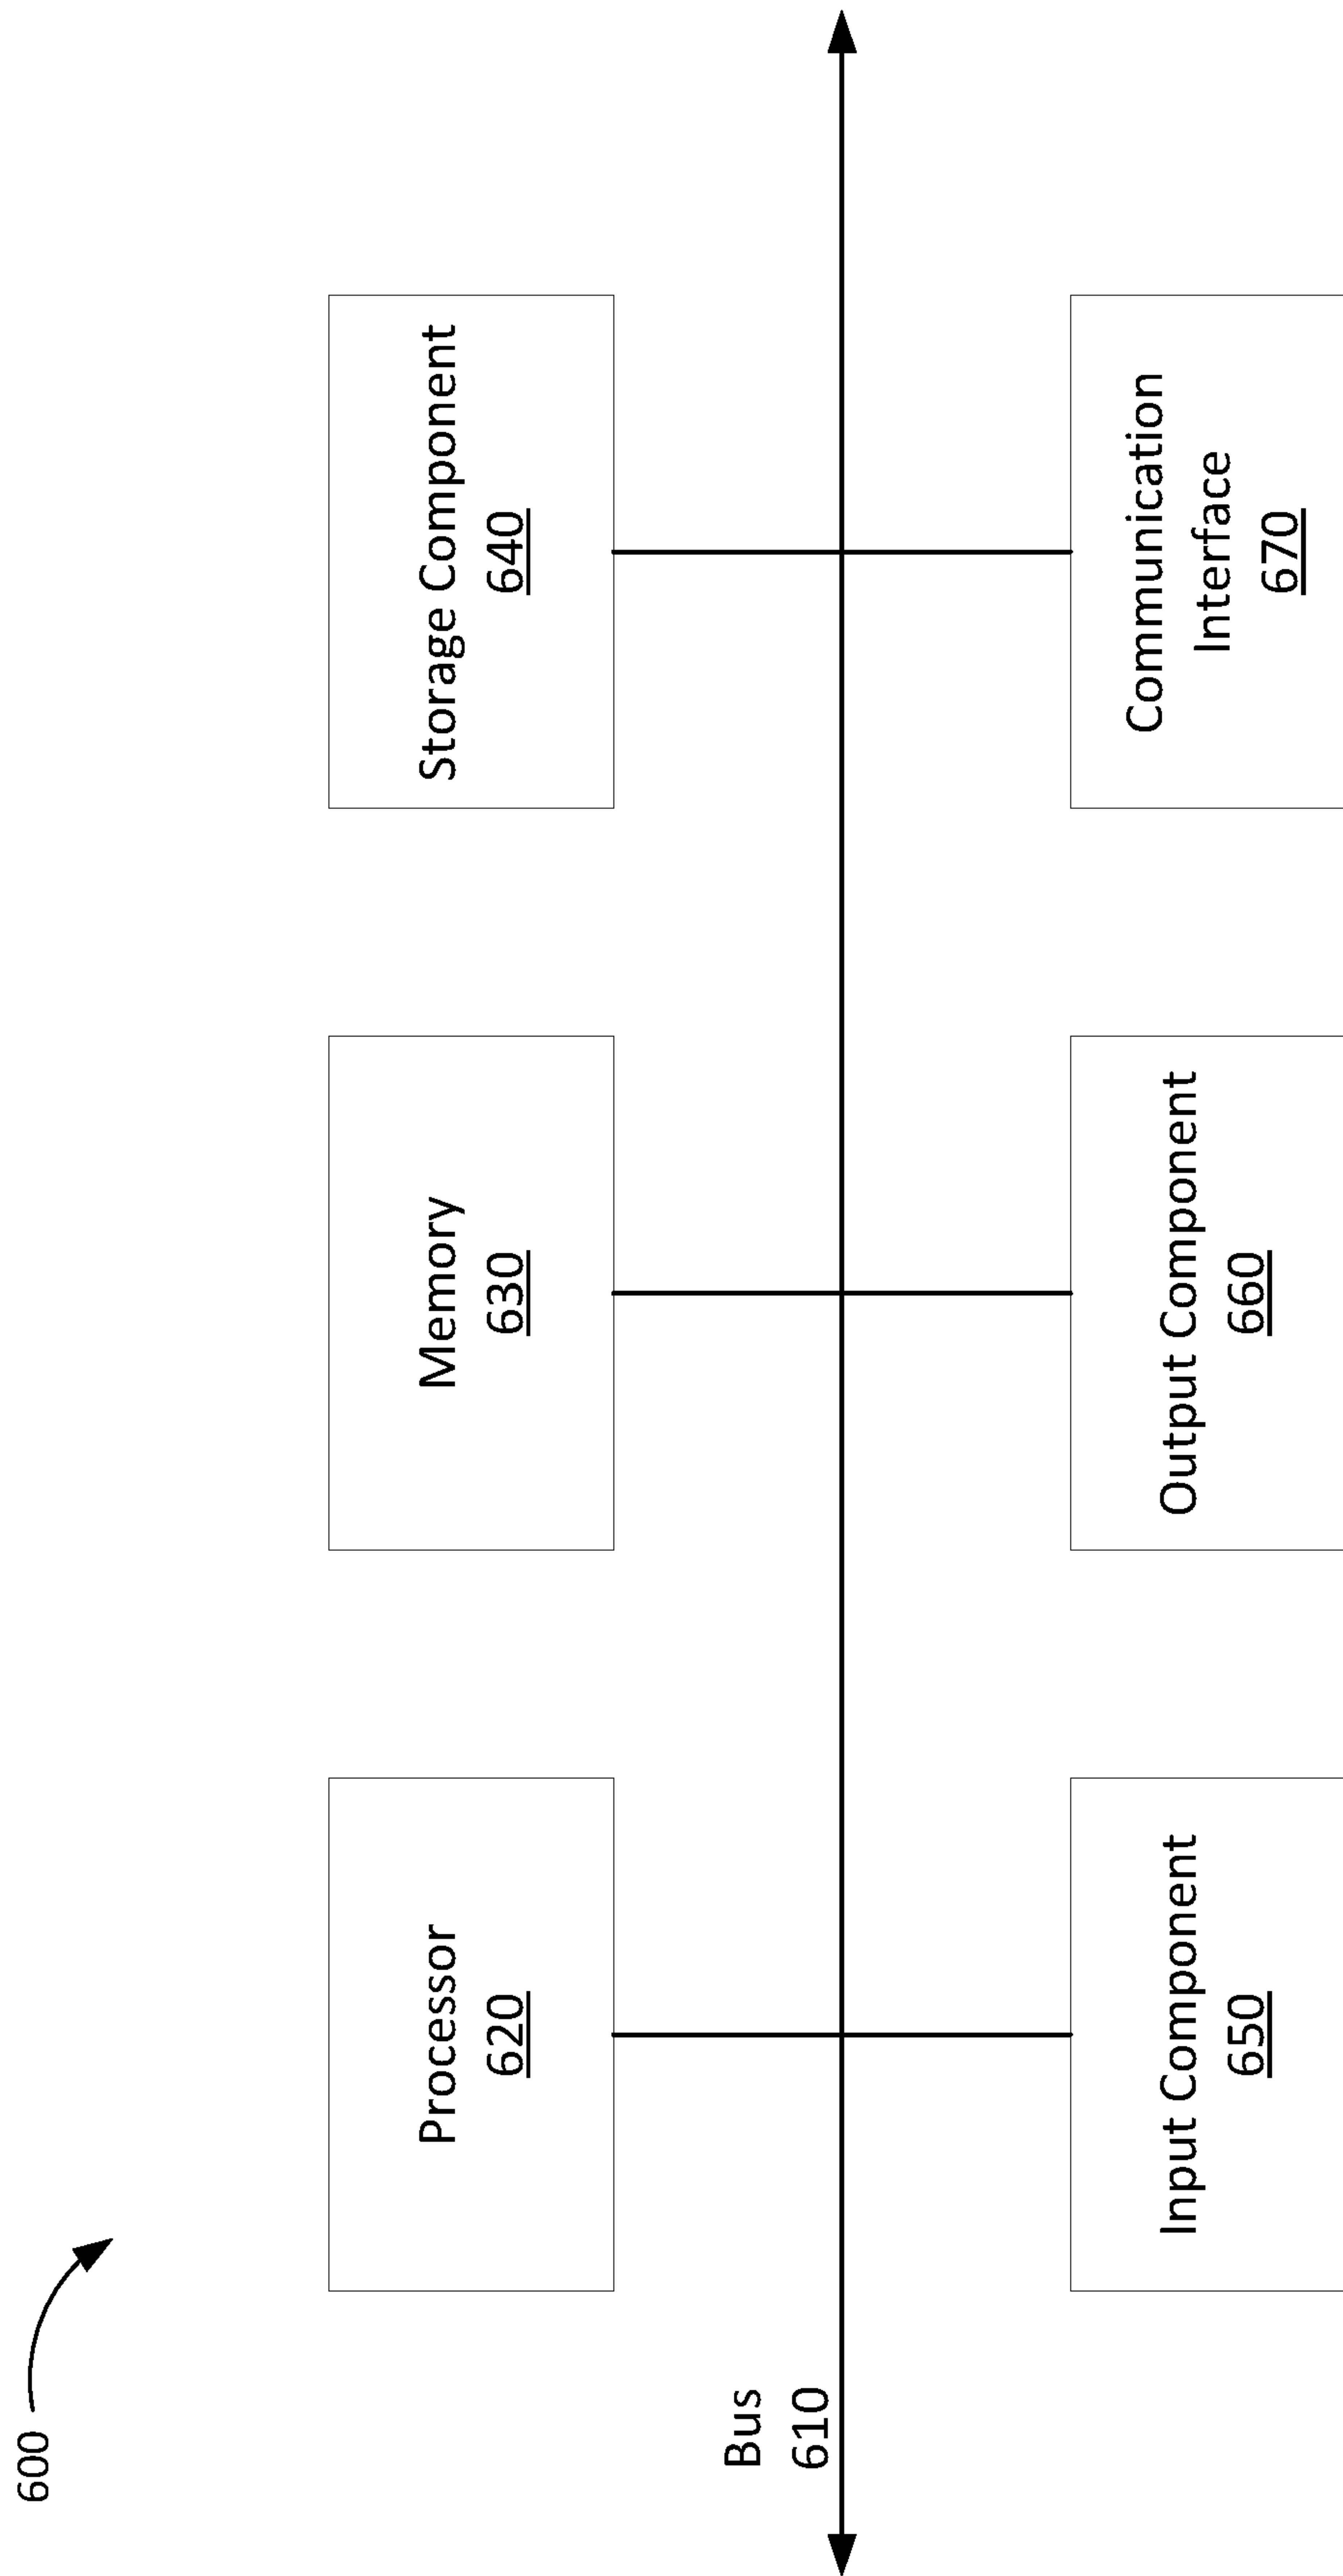 600
Processor
620
Memory
630
Storage Component
640
Bus
610
Input Component
650
Output Component
660
Communication
Interface
670